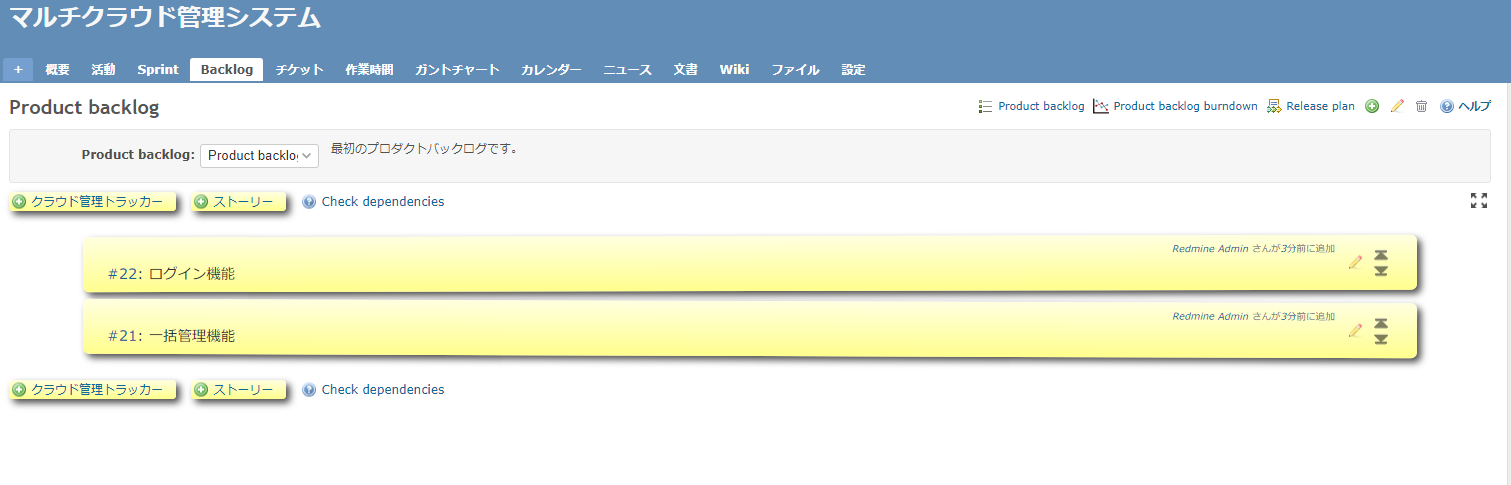 マルチクラウド管理システム
+ 概要 活動 Sprint Backlog チケット 作業時間 ガントチャート カレンダー ニュース 文書 Wiki ファイル 設定
Product backlog
Product backlog Product backlog burndown Release plan ヘルプ
Product backlog: Product backlog 最初のプロダクトバックログです。
クラウド管理トラッカー ストーリー Check dependencies
Redmine Admin さんが3分前に追加
#22: ログイン機能
Redmine Admin さんが3分前に追加
#21: 一括管理機能
クラウド管理トラッカー ストーリー Check dependencies